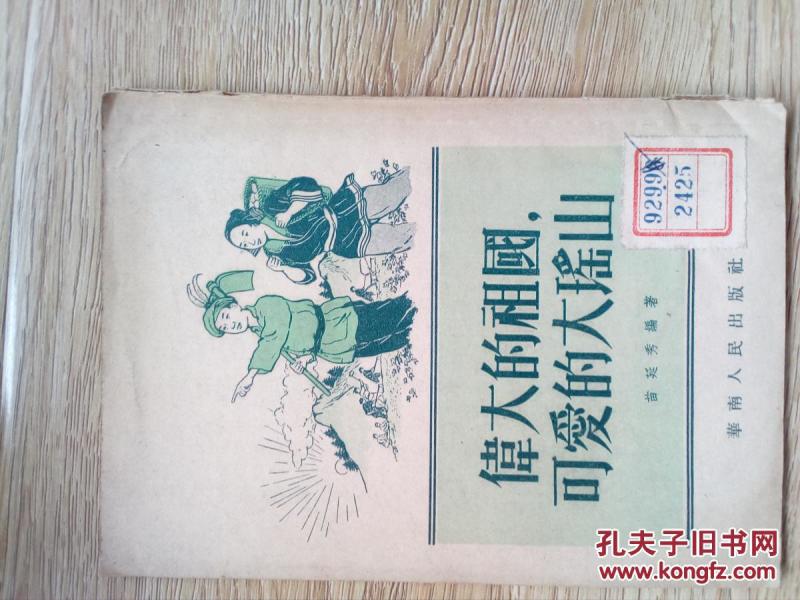 偉大的祖國，
可愛的大瑤山
苗延秀編著
華南人民出版社
2425
孔夫子旧书网
www.kongfz.com